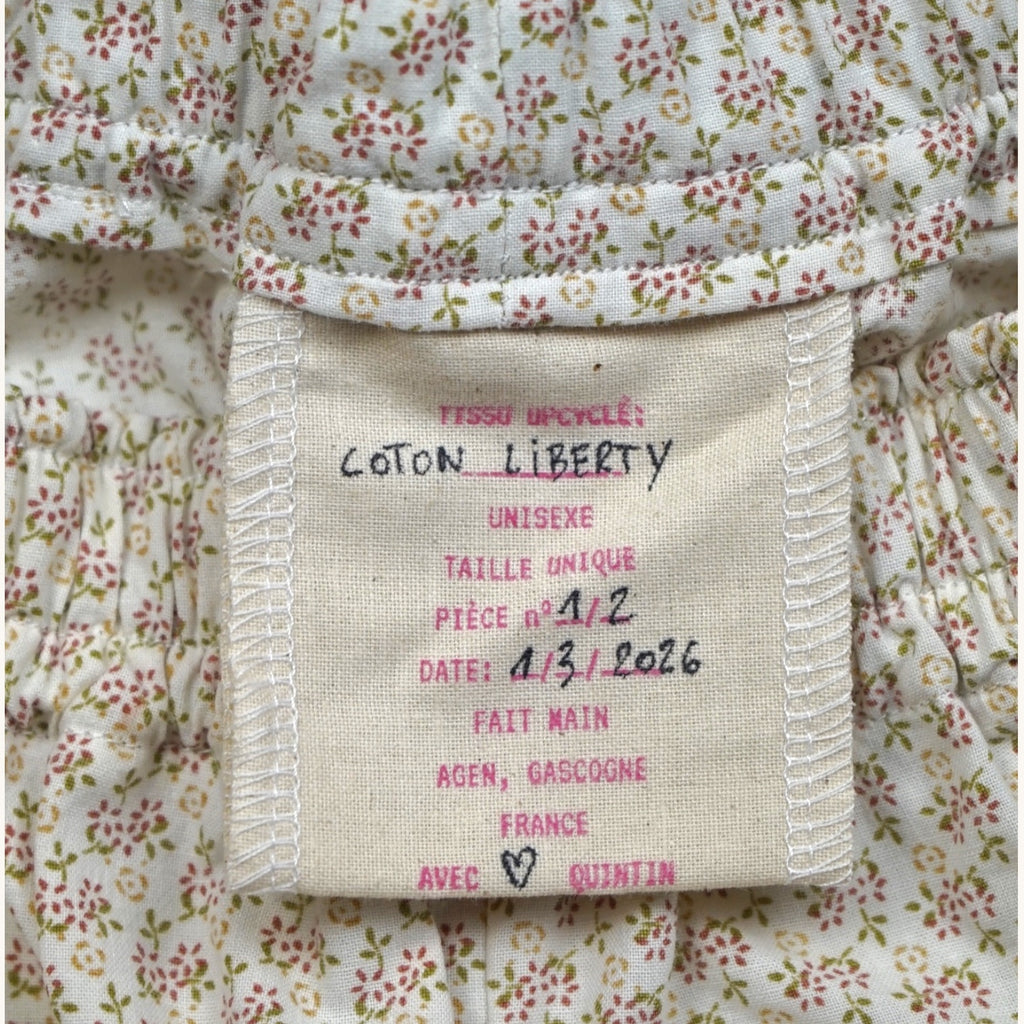 TISSU UPCYCLÉ:
COTON LIBERTY
UNISEXE
TAILLE UNIQUE
PIÈCE nº 1/2
DATE: 1/3/2026
FAIT MAIN
AGEN, GASCOGNE
FRANCE
AVEC ♡ QUINTIN